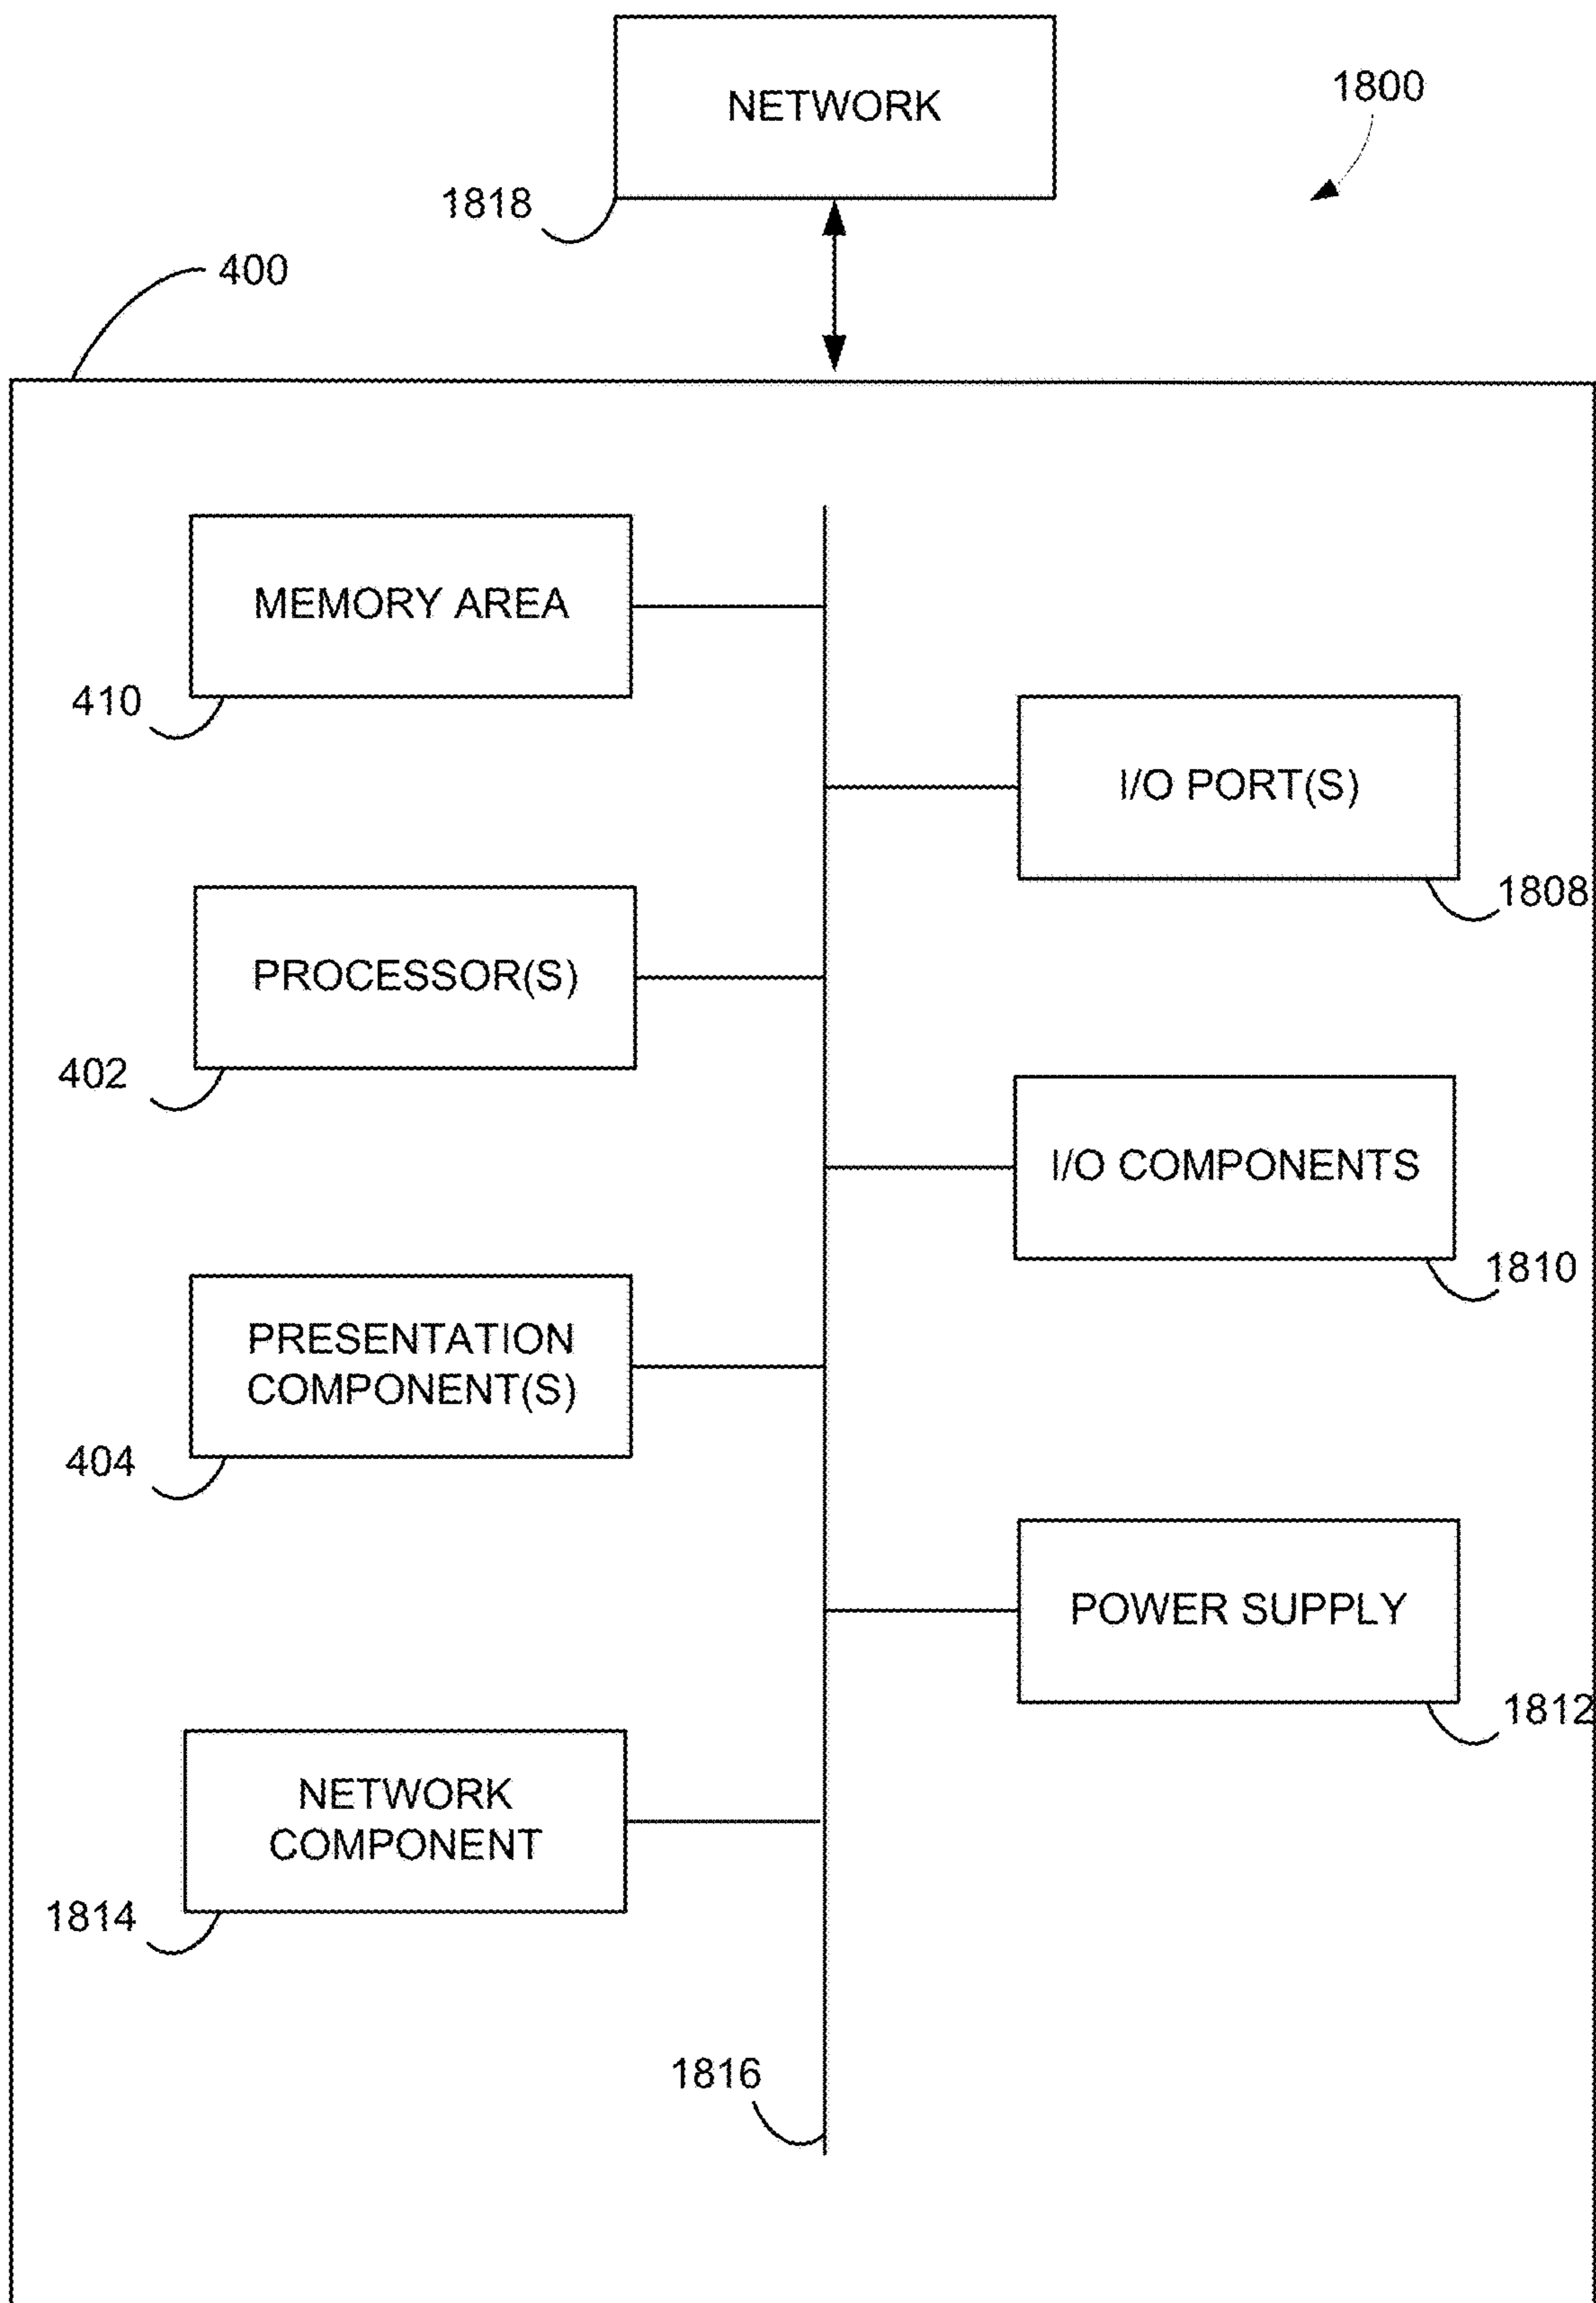 NETWORK
1800
1818
400
MEMORY AREA
410
I/O PORT(S)
1808
PROCESSOR(S)
402
I/O COMPONENTS
1810
PRESENTATION
COMPONENT(S)
404
POWER SUPPLY
1812
NETWORK
COMPONENT
1814
1816